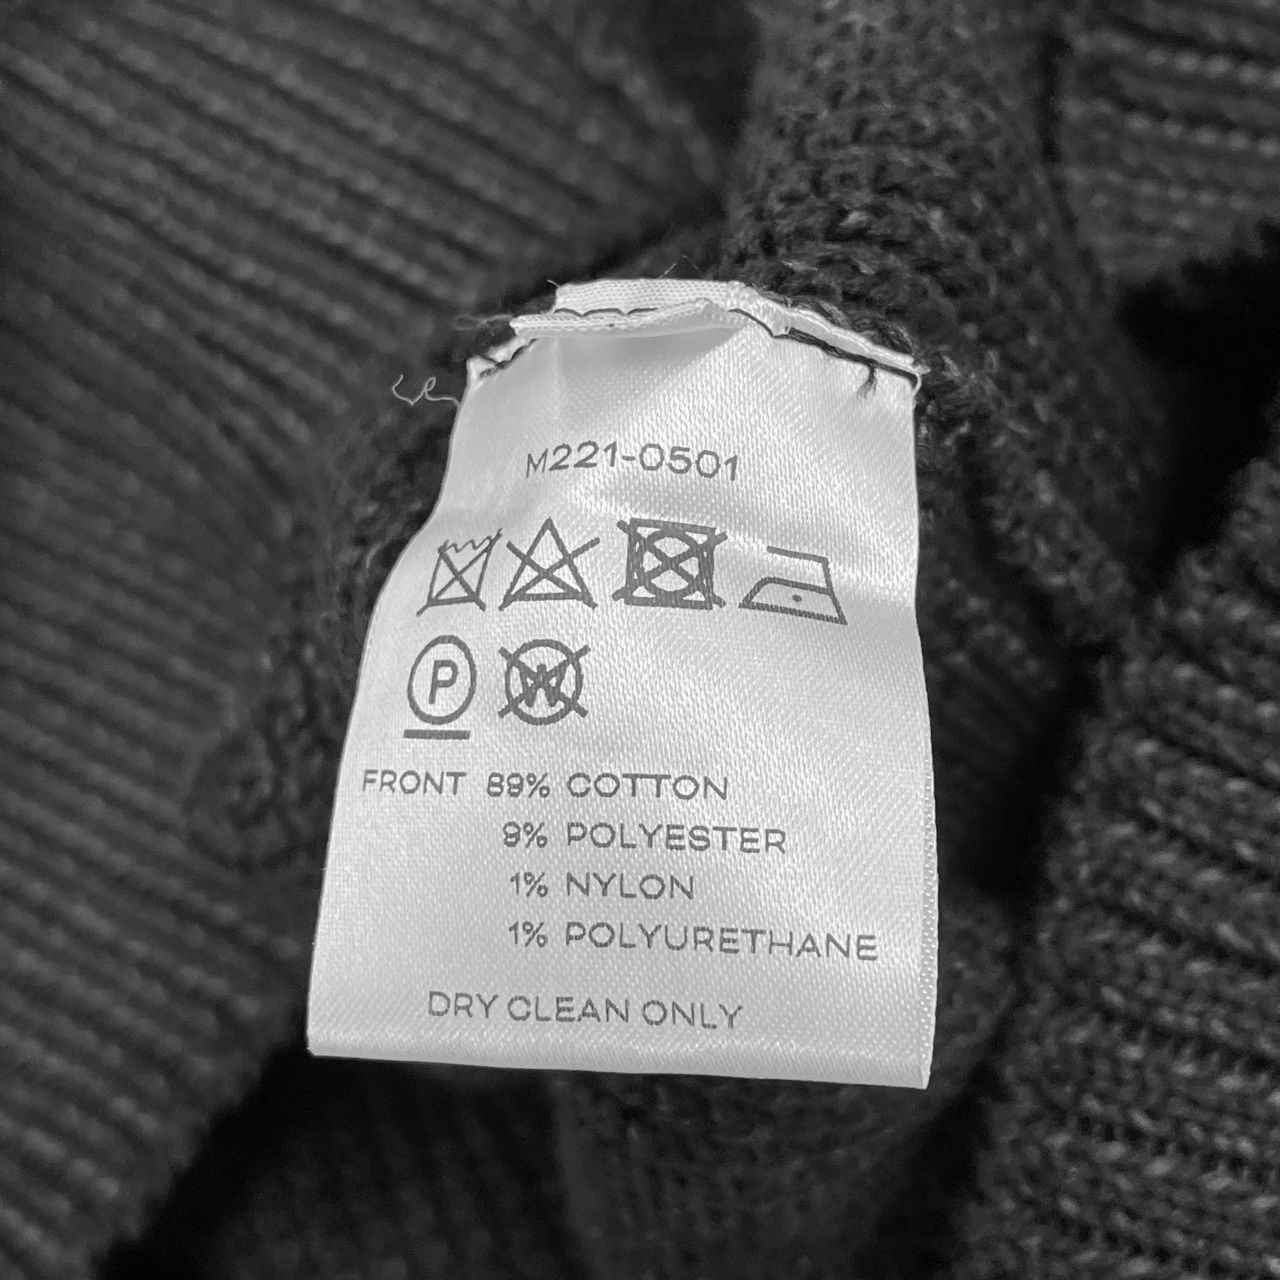 M221-0501
P W
FRONT 89% COTTON
9% POLYESTER
1% NYLON
1% POLYURETHANE
DRY CLEAN ONLY